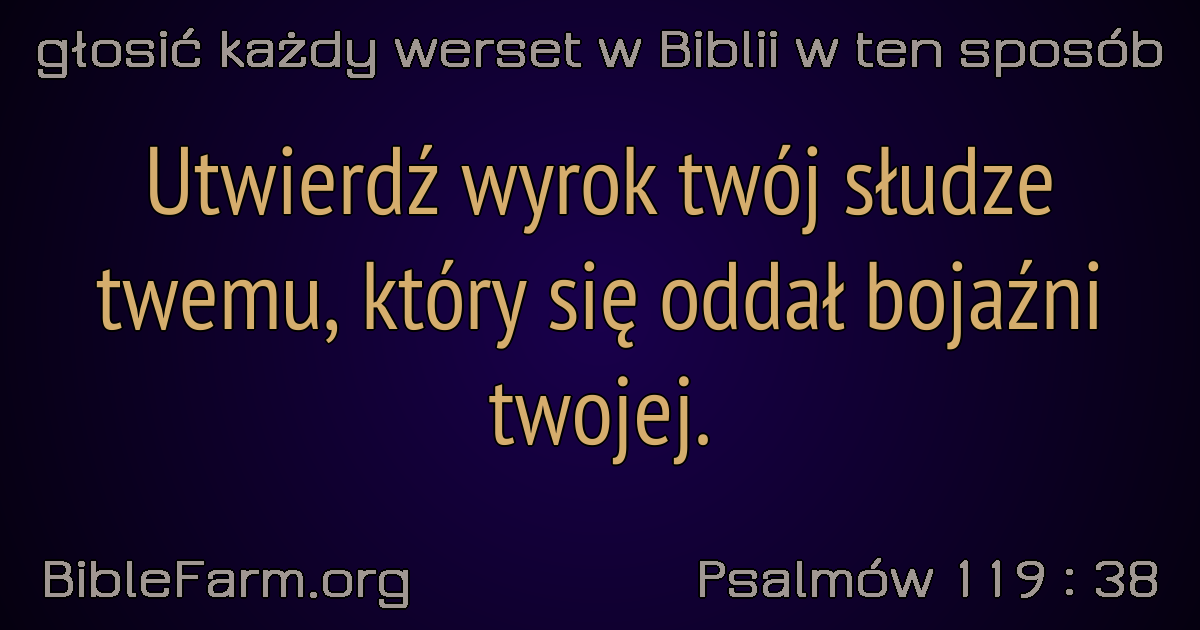 głosić każdy werset w Biblii w ten sposób
Utwierdź wyrok twój słudze
twemu, który się oddał bojaźni
twojej.
BibleFarm.org
Psalmów 119 : 38